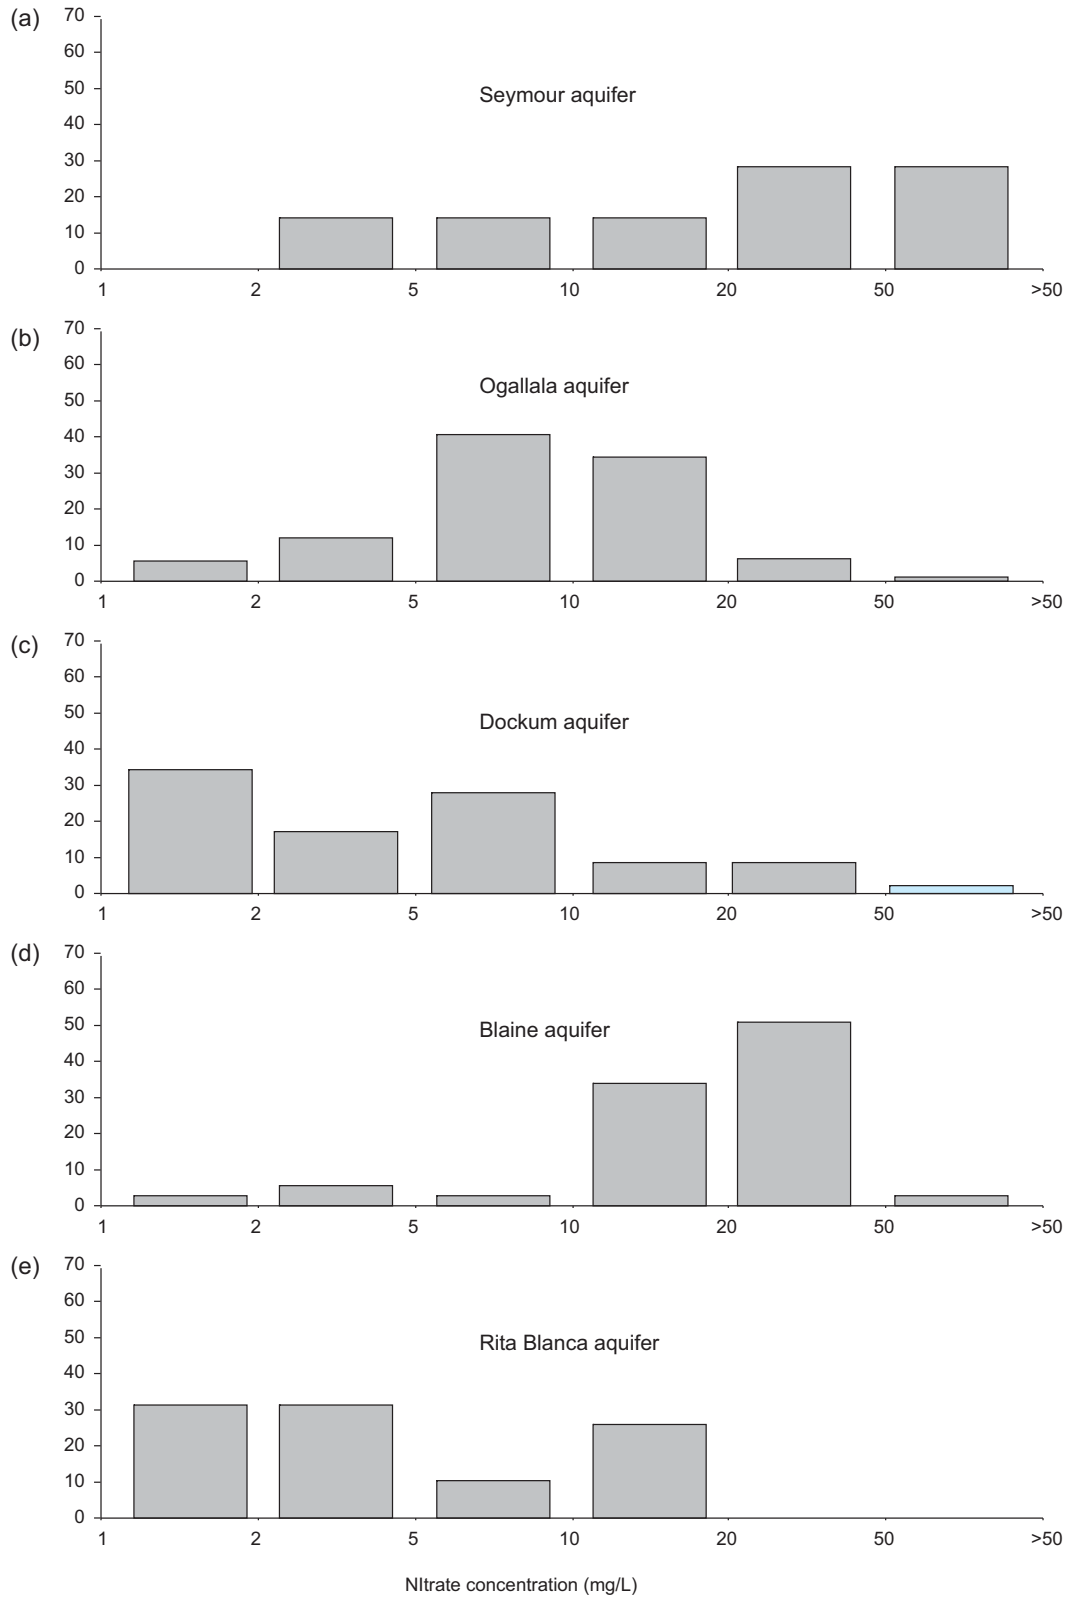 (a)
70
60
50
40
30
20
10
0
Seymour aquifer
1 2 5 10 20 50 >50
(b)
70
60
50
40
30
20
10
0
Ogallala aquifer
1 2 5 10 20 50 >50
(c)
70
60
50
40
30
20
10
0
Dockum aquifer
1 2 5 10 20 50 >50
(d)
70
60
50
40
30
20
10
0
Blaine aquifer
1 2 5 10 20 50 >50
(e)
70
60
50
40
30
20
10
0
Rita Blanca aquifer
1 2 5 10 20 50 >50
NItrate concentration (mg/L)